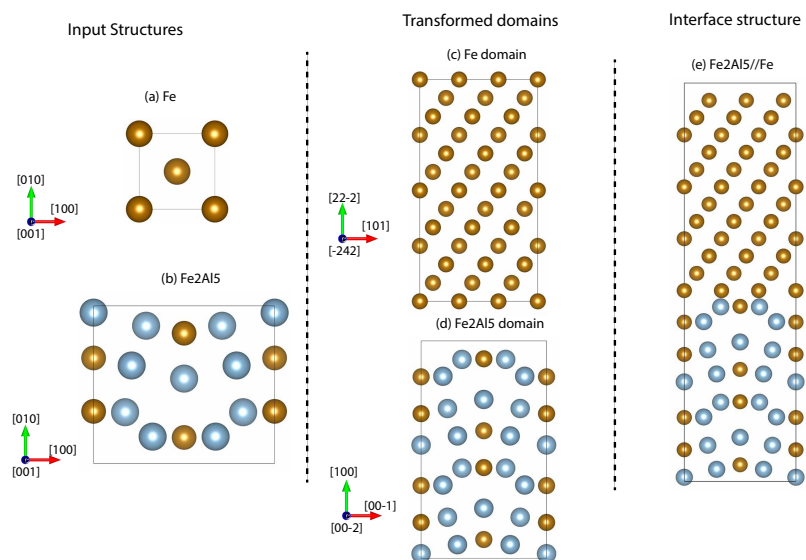 Input Structures
Transformed domains
Interface structure
(a) Fe
[010]
[100]
[001]
(b) Fe2Al5
[010]
[100]
[001]
(c) Fe domain
[22-2]
[101]
[-242]
(d) Fe2Al5 domain
[100]
[00-1]
[00-2]
(e) Fe2Al5//Fe